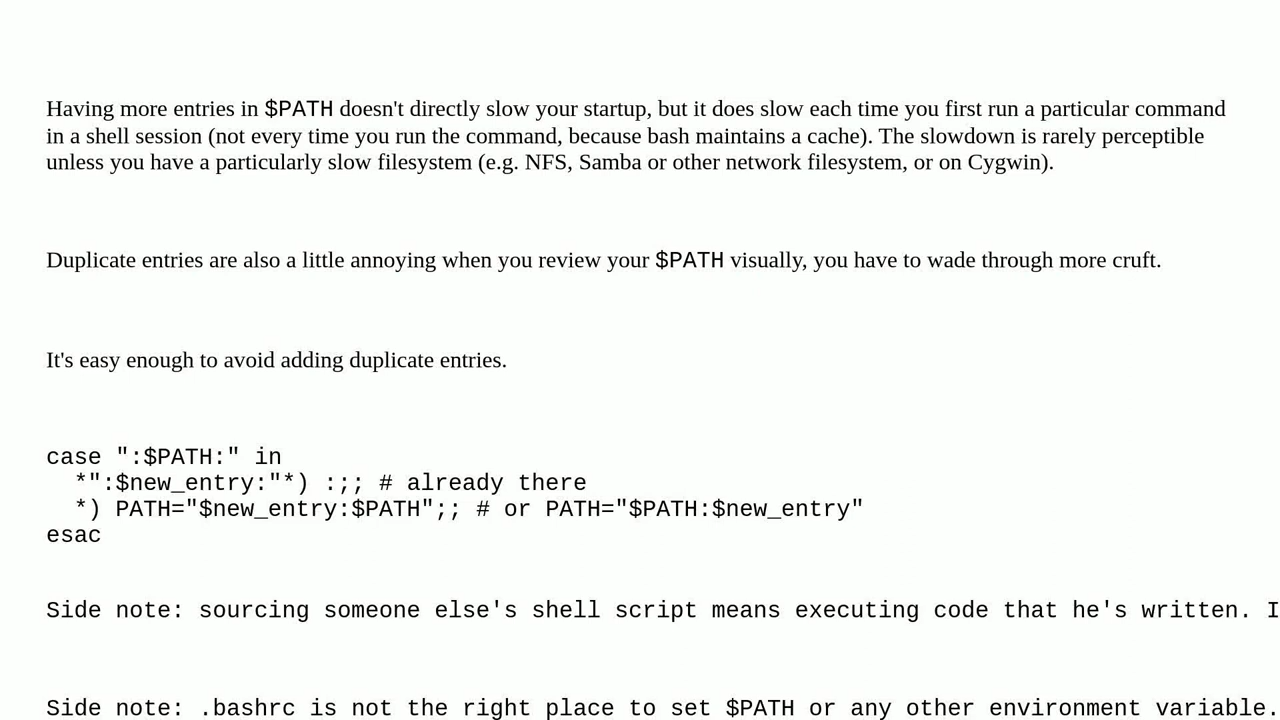 Having more entries in $PATH doesn't directly slow your startup, but it does slow each time you first run a particular command
in a shell session (not every time you run the command, because bash maintains a cache). The slowdown is rarely perceptible
unless you have a particularly slow filesystem (e.g. NFS, Samba or other network filesystem, or on Cygwin).
Duplicate entries are also a little annoying when you review your $PATH visually, you have to wade through more cruft.
It's easy enough to avoid adding duplicate entries.
case ":$PATH:" in
  *":$new_entry:"*) :;; # already there
  *) PATH="$new_entry:$PATH";; # or PATH="$PATH:$new_entry"
esac
Side note: sourcing someone else's shell script means executing code that he's written. I
Side note: .bashrc is not the right place to set $PATH or any other environment variable.